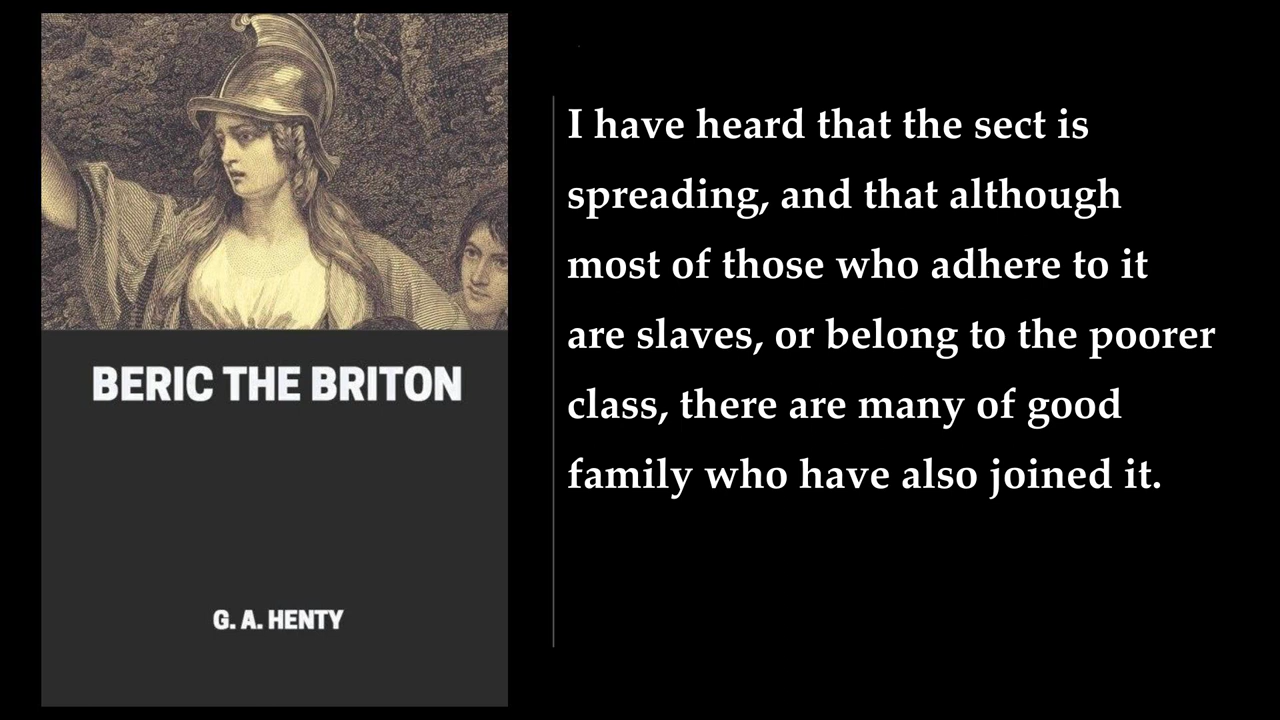 BERIC THE BRITON
G. A. HENTY
I have heard that the sect is
spreading, and that although
most of those who adhere to it
are slaves, or belong to the poorer
class, there are many of good
family who have also joined it.